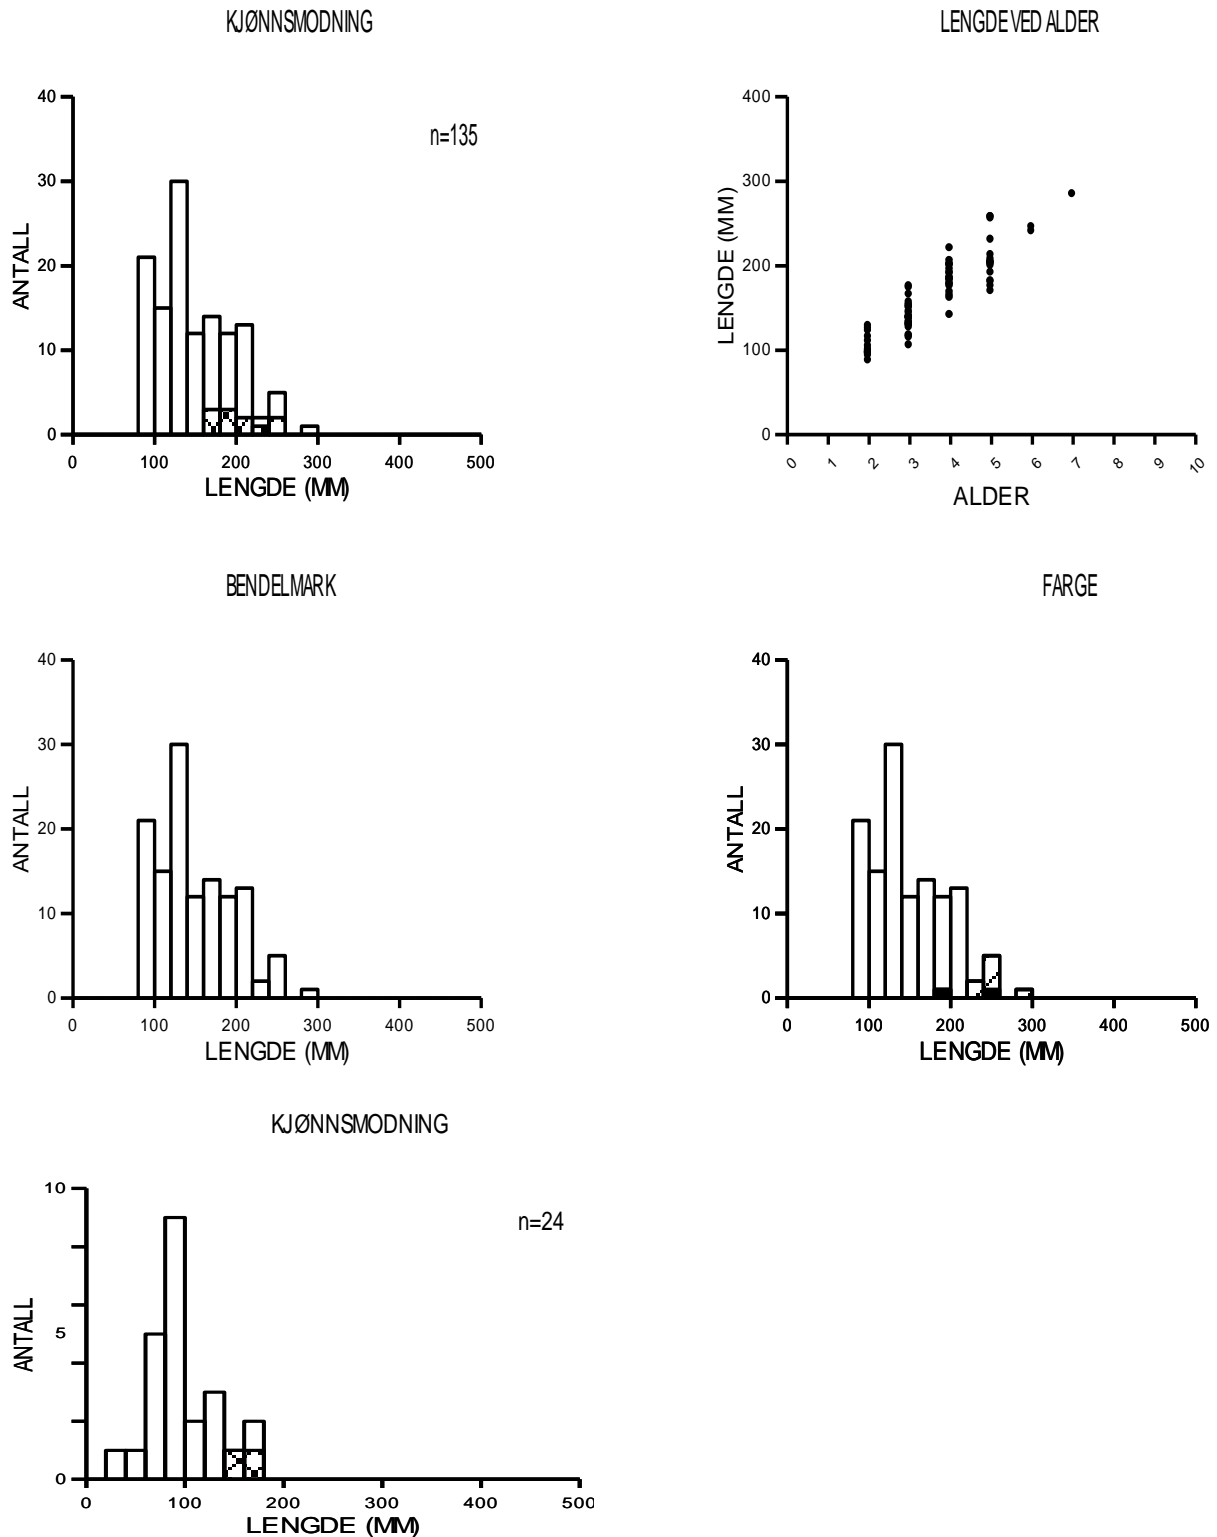 KJØNNSMODNING
40
n=135
30
ANTALL
20
10
0
0 100 200 300 400 500
LENGDE (MM)
LENGDE VED ALDER
400
300
LENGDE (MM)
200
100
0
0 1 2 3 4 5 6 7 8 9 10
ALDER
BENDELMARK
40
30
ANTALL
20
10
0
0 100 200 300 400 500
LENGDE (MM)
FARGE
40
30
ANTALL
20
10
0
0 100 200 300 400 500
LENGDE (MM)
KJØNNSMODNING
10
n=24
ANTALL
5
0
0 100 200 300 400 500
LENGDE (MM)